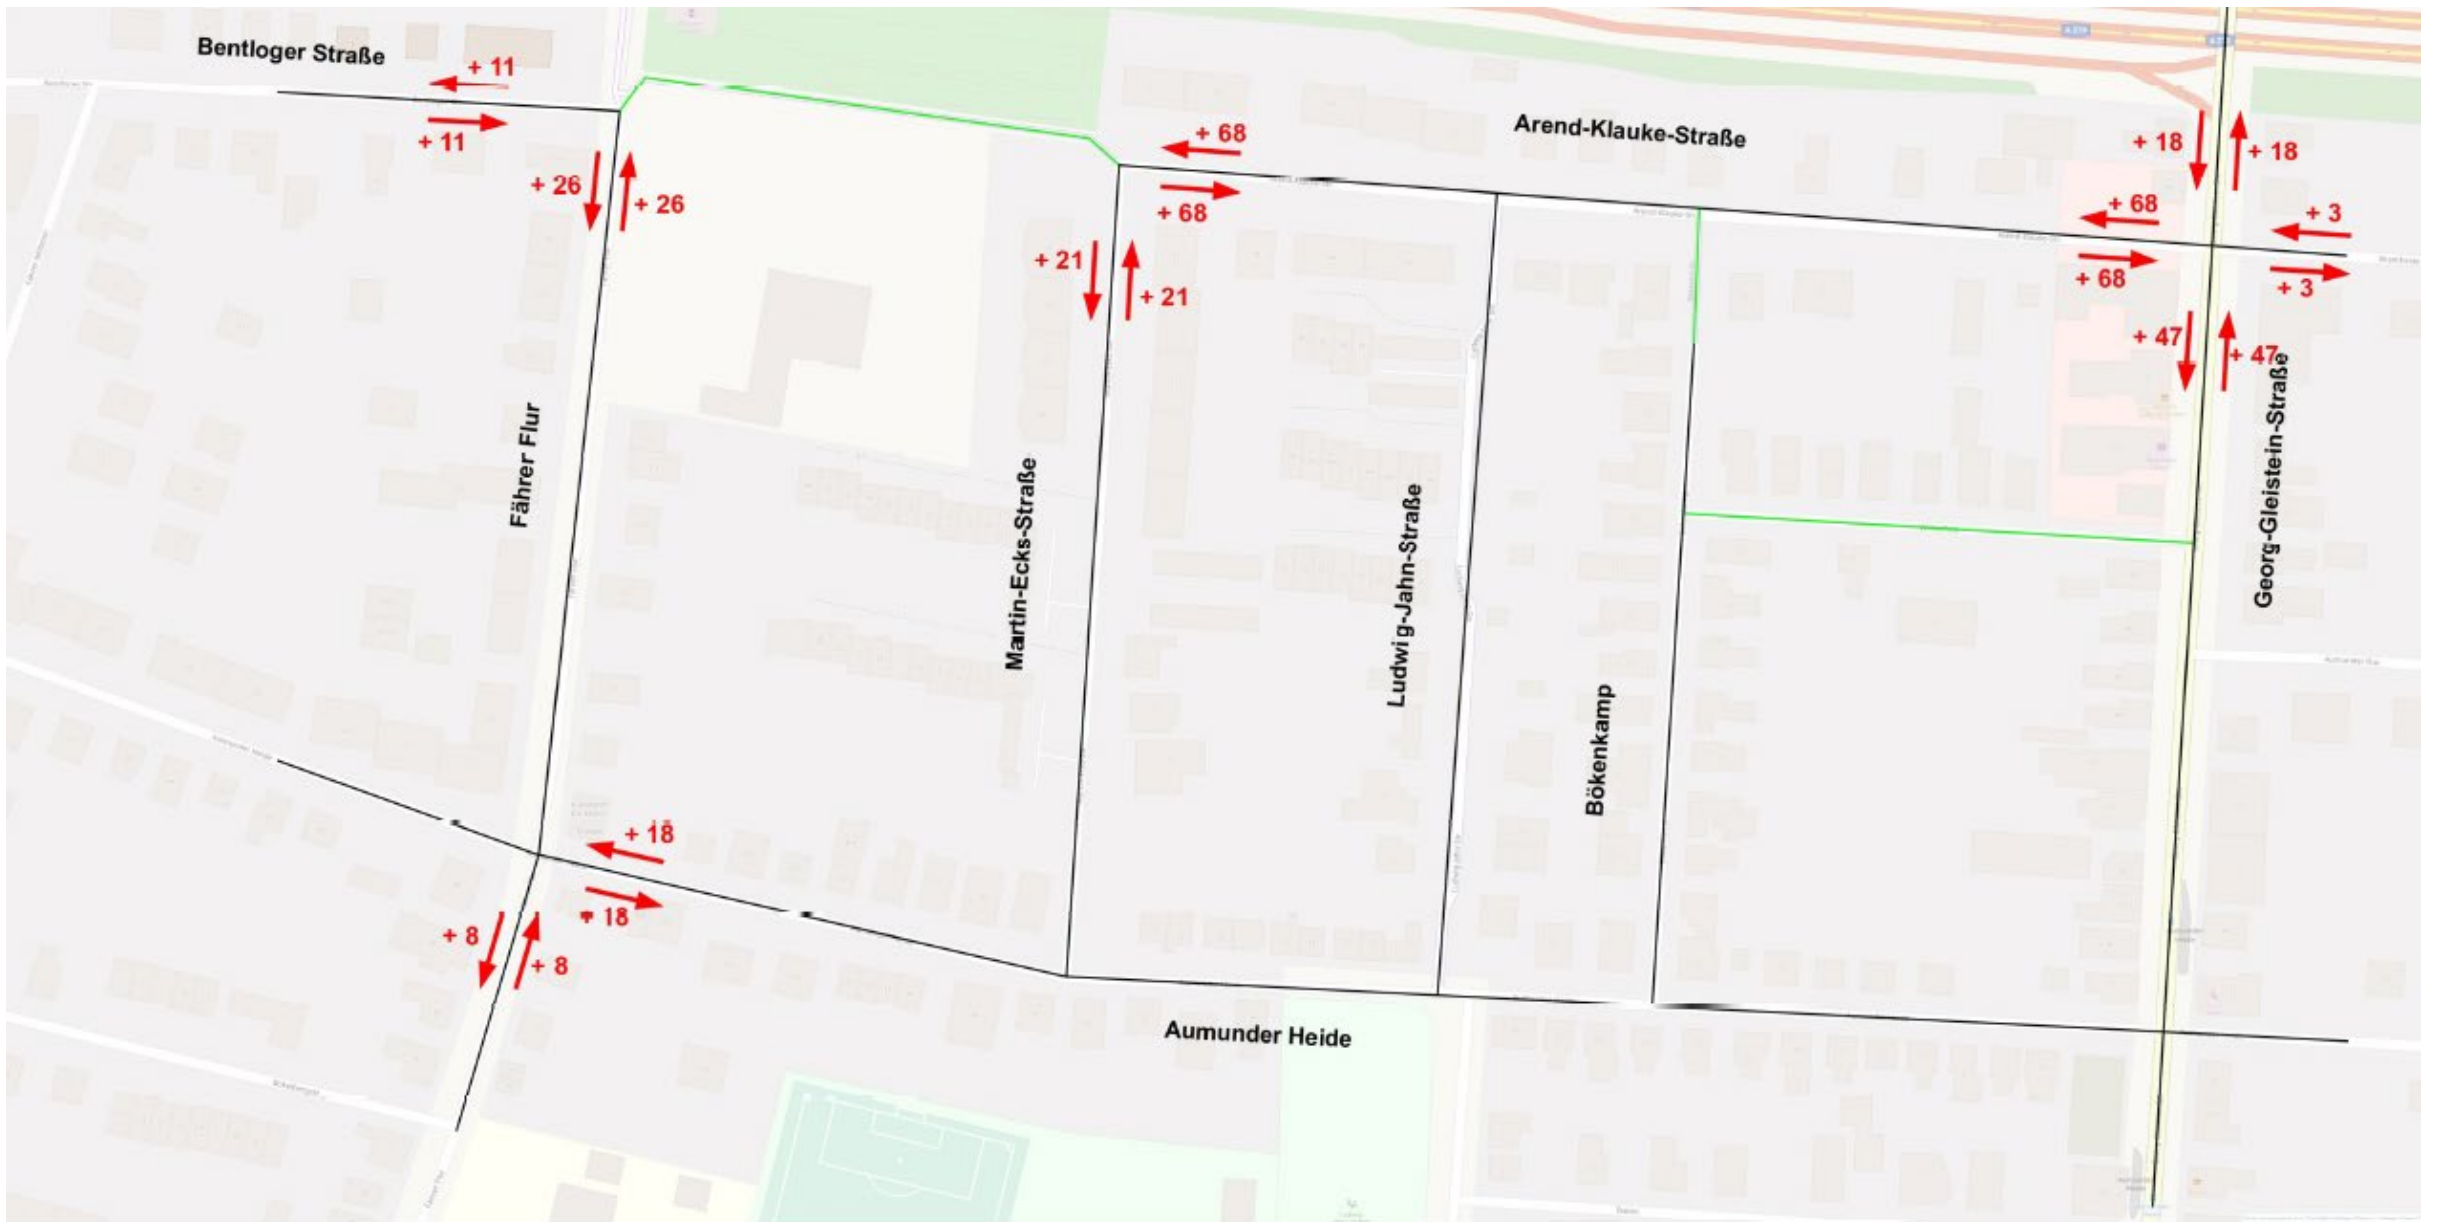 Bentloger Straße
+ 11
+ 11
+ 26
+ 26
Fährer Flur
+ 68
+ 68
Arend-Klauke-Straße
+ 21
+ 21
+ 18
+ 18
+ 68
+ 68
+ 3
+ 3
+ 47
+ 47
Georg-Gleistein-Straße
Martin-Ecks-Straße
Ludwig-Jahn-Straße
Bökenkamp
+ 18
+ 18
+ 8
+ 8
Aumunder Heide